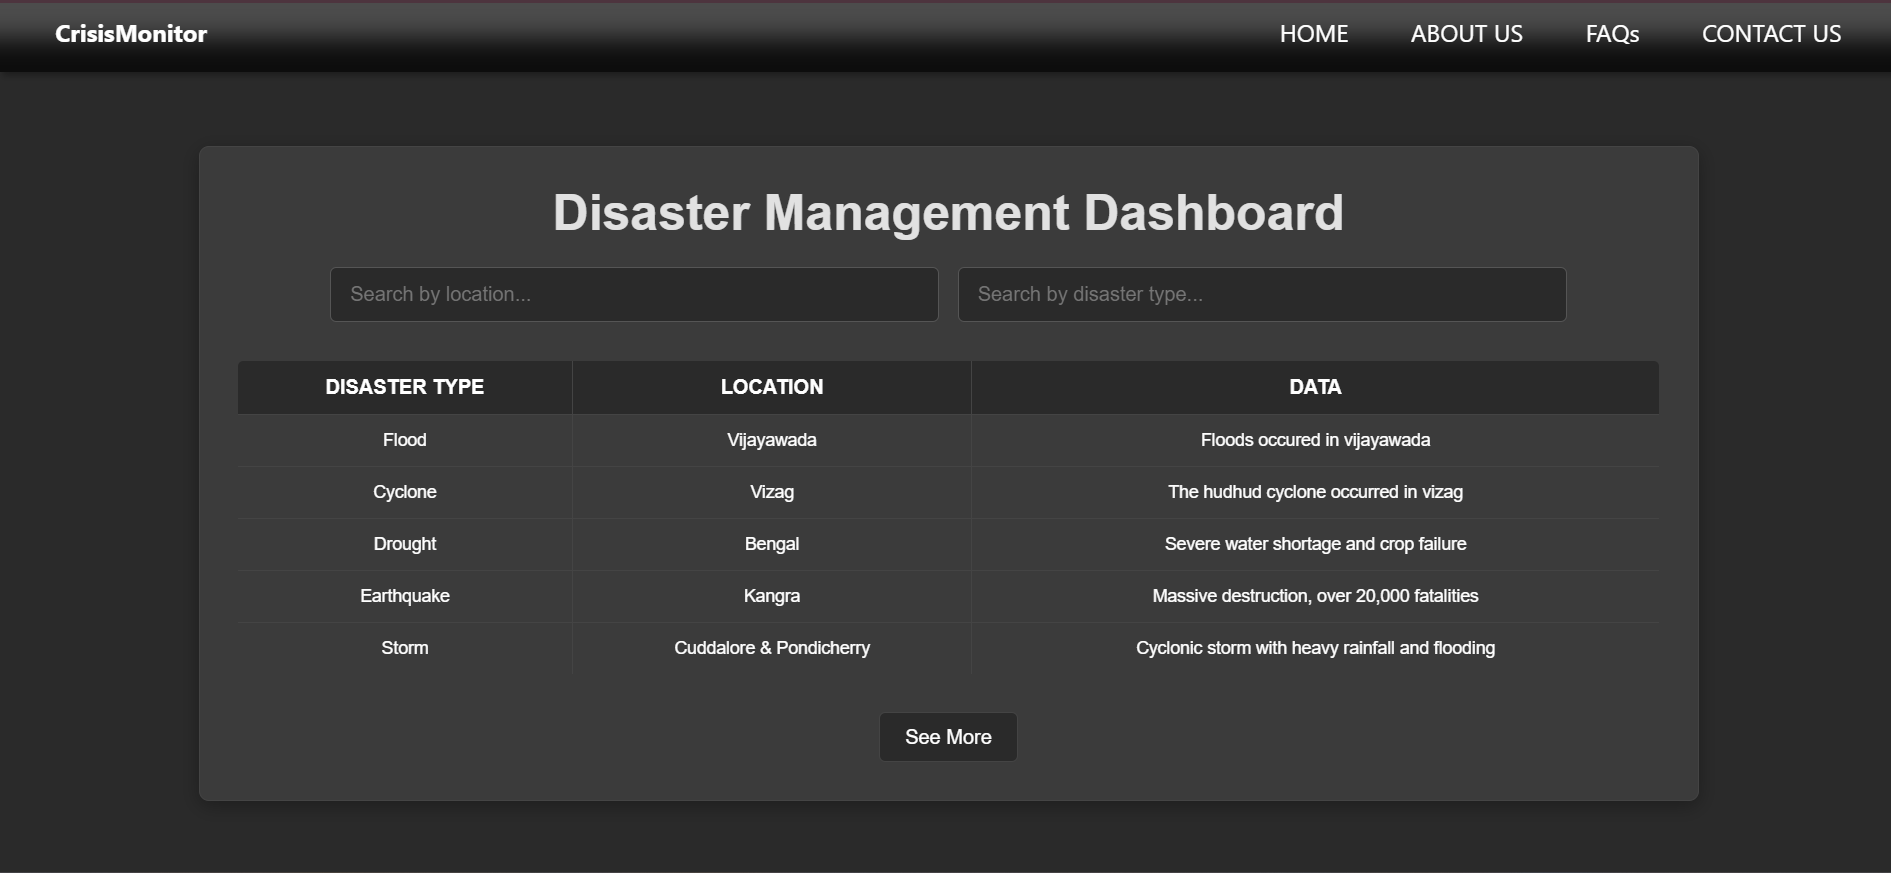 CrisisMonitor HOME ABOUT US FAQs CONTACT US
Disaster Management Dashboard
Search by location... Search by disaster type...
DISASTER TYPE LOCATION DATA
Flood Vijayawada Floods occured in vijayawada
Cyclone Vizag The hudhud cyclone occurred in vizag
Drought Bengal Severe water shortage and crop failure
Earthquake Kangra Massive destruction, over 20,000 fatalities
Storm Cuddalore & Pondicherry Cyclonic storm with heavy rainfall and flooding
See More